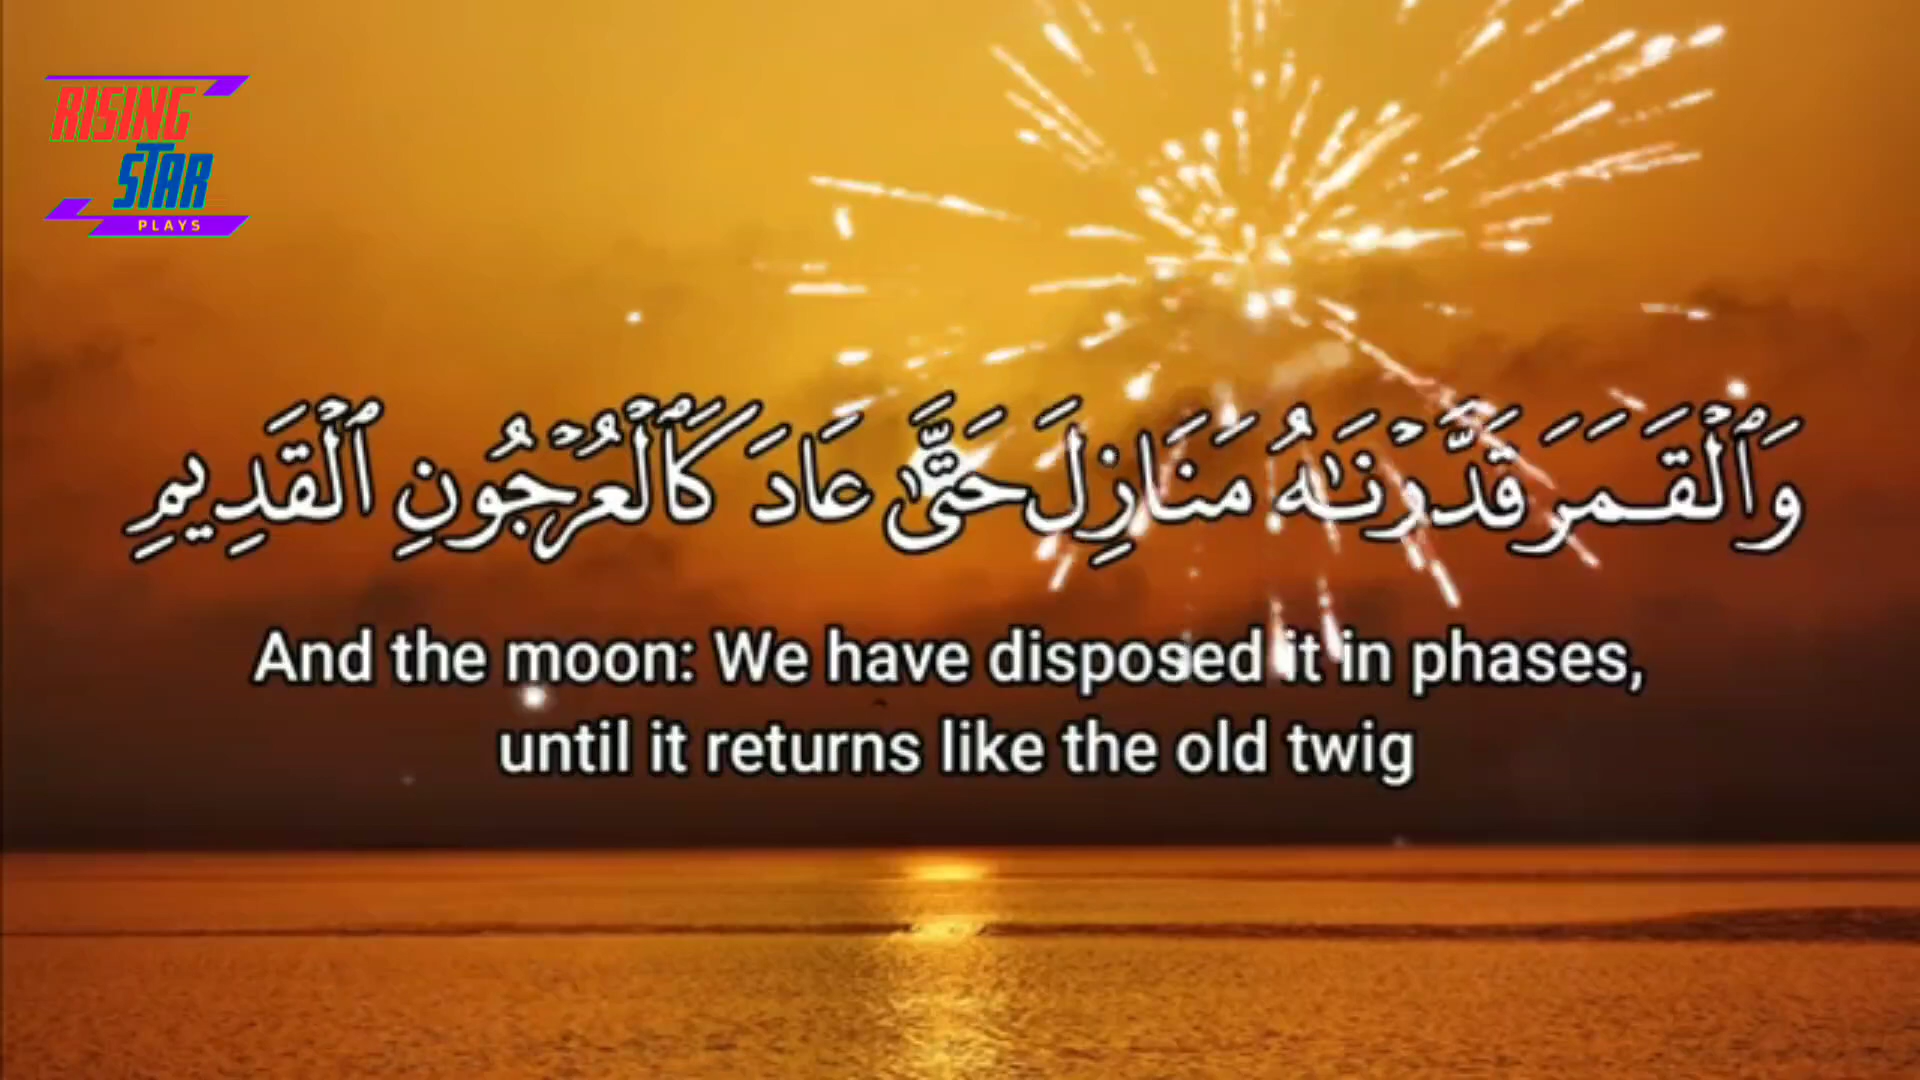 RISING
STAR
PLAYS
وَٱلْقَمَرَ قَدَّرْنَـٰهُ مَنَازِلَ حَتَّىٰ عَادَ كَٱلْعُرْجُونِ ٱلْقَدِيمِ
And the moon: We have disposed it in phases,
until it returns like the old twig